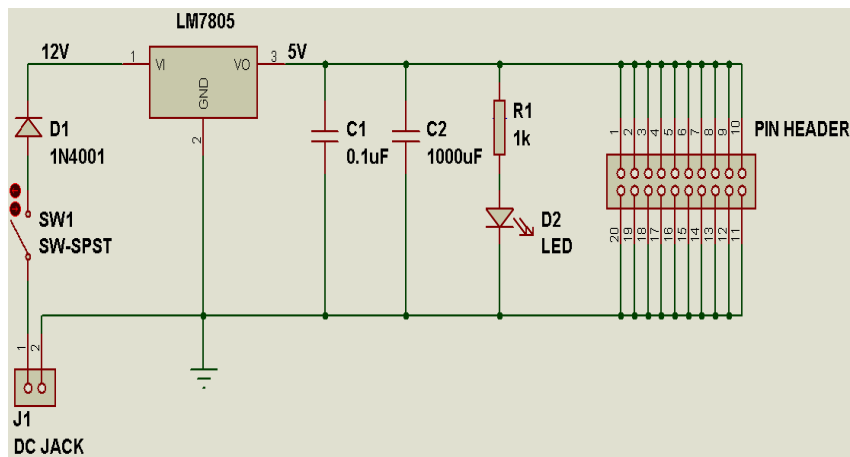 LM7805
12V
1
VI
VO
3
5V
GND
2
D1
1N4001
C1
0.1uF
C2
1000uF
R1
1k
1
2
3
4
5
6
7
8
9
10
PIN HEADER
SW1
SW-SPST
D2
LED
20
19
18
17
16
15
14
13
12
11
1
2
J1
DC JACK